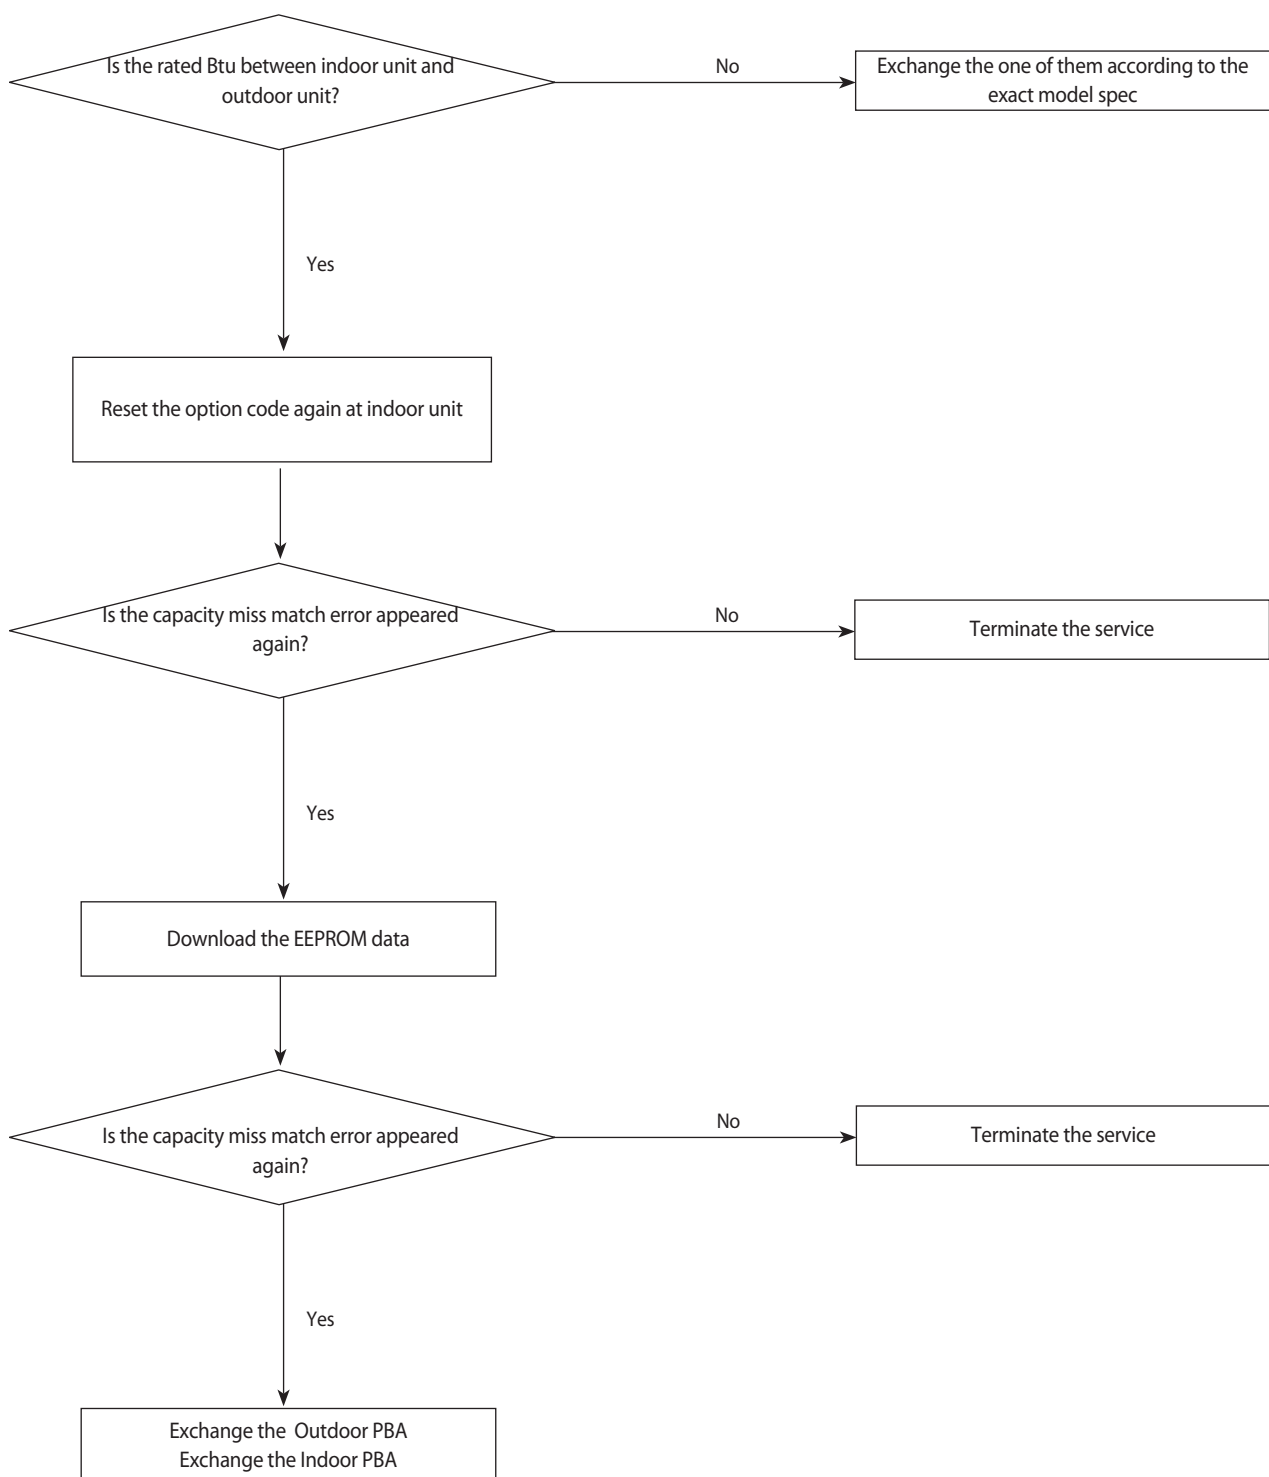 Is the rated Btu between indoor unit and
outdoor unit?
No
Exchange the one of them according to the
exact model spec
Yes
Reset the option code again at indoor unit
Is the capacity miss match error appeared
again?
No
Terminate the service
Yes
Download the EEPROM data
Is the capacity miss match error appeared
again?
No
Terminate the service
Yes
Exchange the Outdoor PBA
Exchange the Indoor PBA